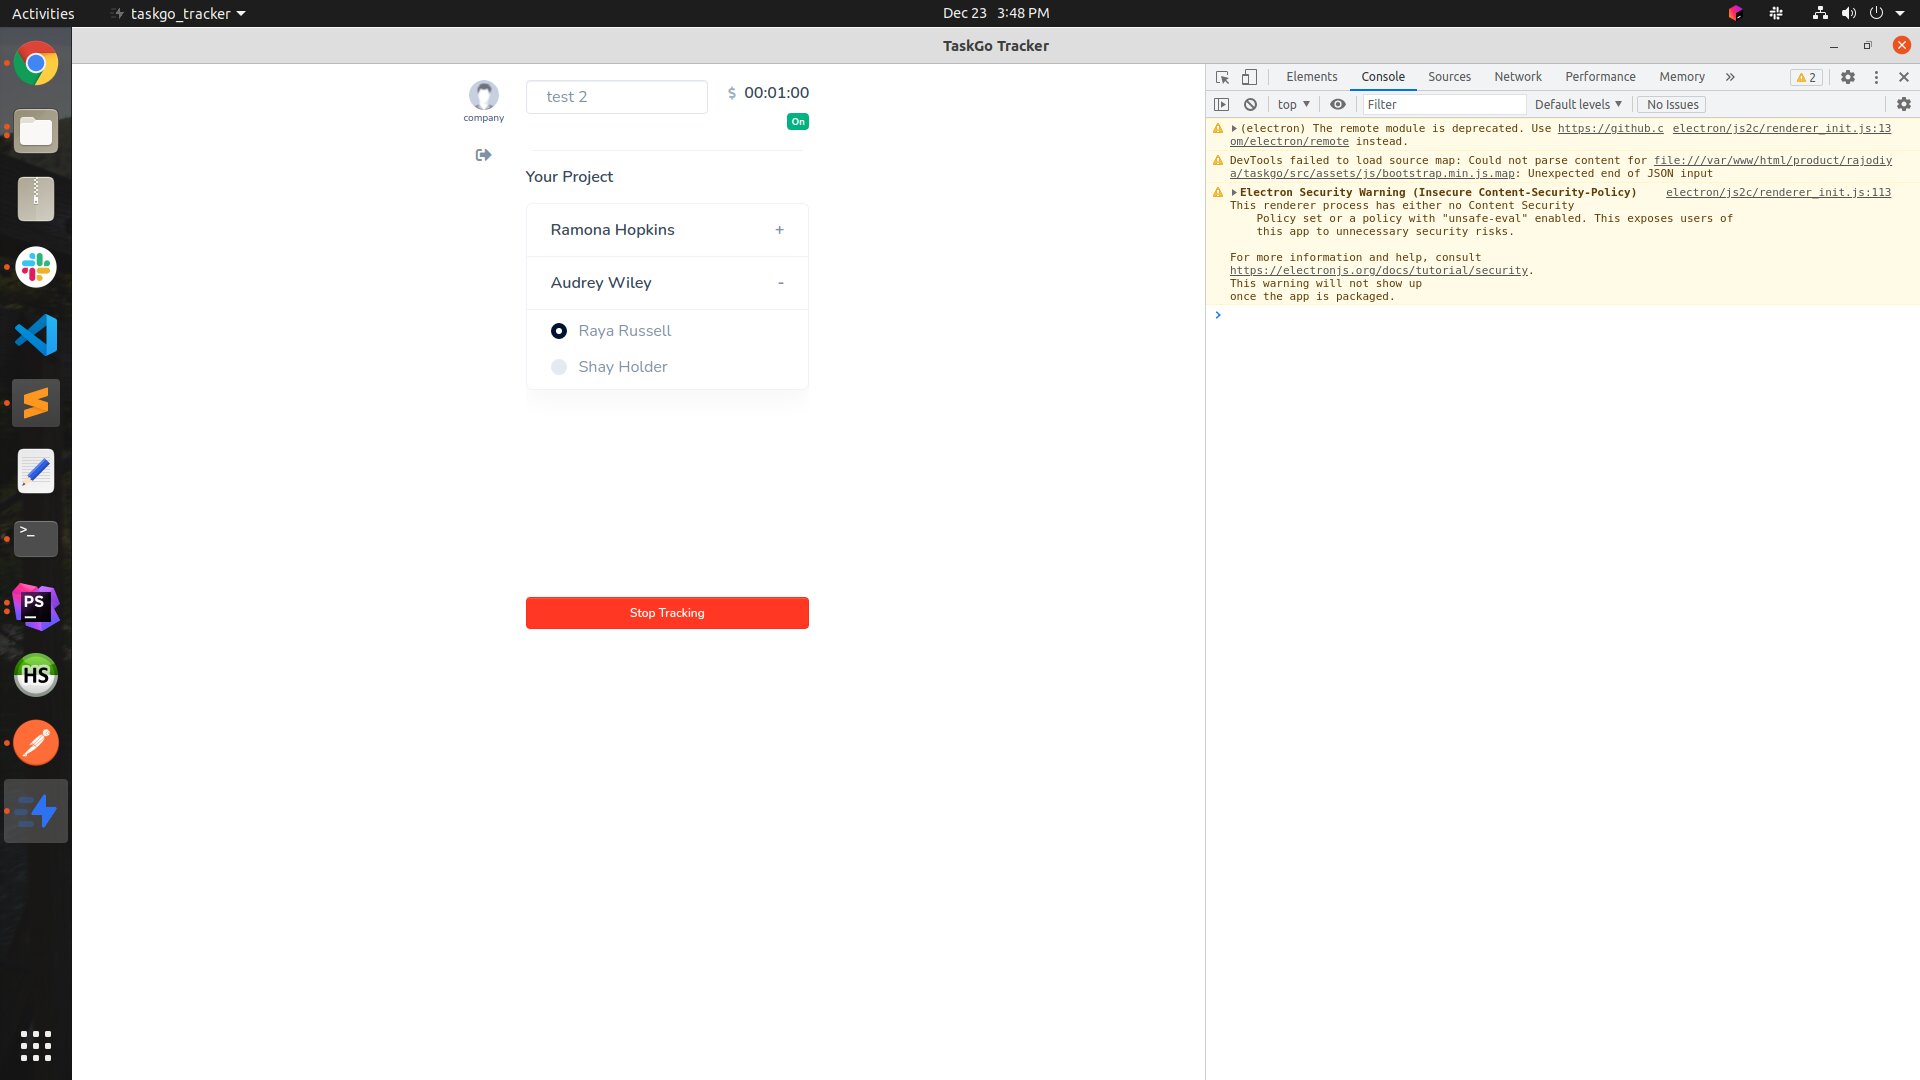 Activities
taskgo_tracker
Dec 23 3:48 PM
TaskGo Tracker
company
test 2
$ 00:01:00
On
Your Project
Ramona Hopkins +
Audrey Wiley -
Raya Russell
Shay Holder
Stop Tracking
Elements Console Sources Network Performance Memory » 2
top Filter Default levels No Issues
(electron) The remote module is deprecated. Use https://github.c electron/js2c/renderer_init.js:13
om/electron/remote instead.
DevTools failed to load source map: Could not parse content for file:///var/www/html/product/rajodiy
a/taskgo/src/assets/js/bootstrap.min.js.map: Unexpected end of JSON input
Electron Security Warning (Insecure Content-Security-Policy) electron/js2c/renderer_init.js:113
This renderer process has either no Content Security
Policy set or a policy with "unsafe-eval" enabled. This exposes users of
this app to unnecessary security risks.
For more information and help, consult
https://electronjs.org/docs/tutorial/security.
This warning will not show up
once the app is packaged.
>
>_
PS
HS